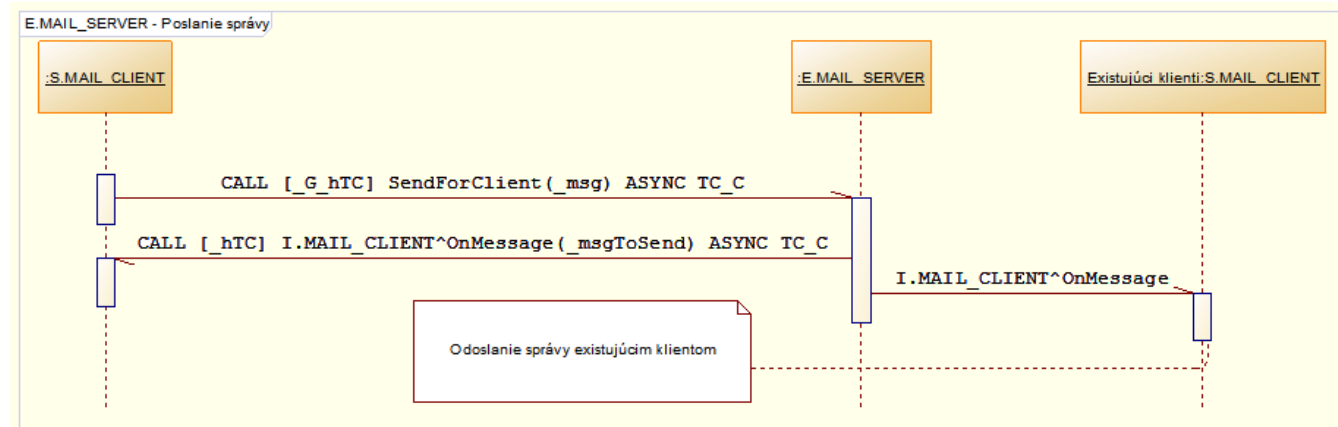 E.MAIL_SERVER - Poslanie správy
:S.MAIL_CLIENT
:E.MAIL_SERVER
Existujúci klienti:S.MAIL_CLIENT
CALL [_G_hTC] SendForClient(_msg) ASYNC TC_C
CALL [_hTC] I.MAIL_CLIENT^OnMessage(_msgToSend) ASYNC TC_C
I.MAIL_CLIENT^OnMessage
Odoslanie správy existujúcim klientom